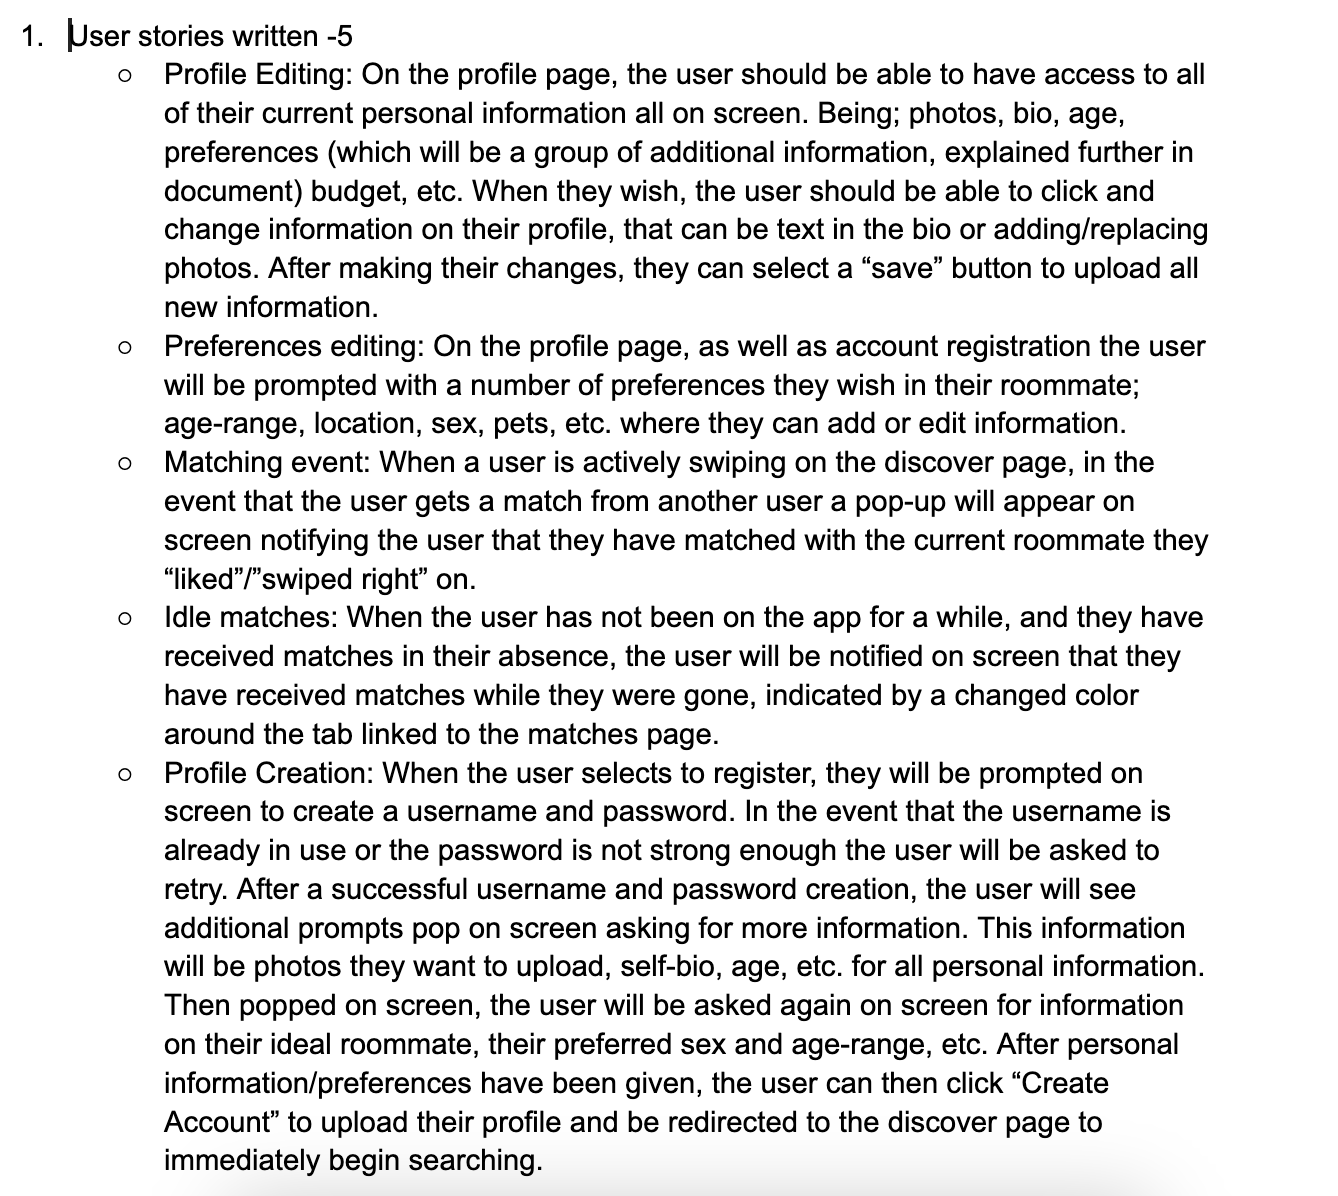 1. User stories written -5
○ Profile Editing: On the profile page, the user should be able to have access to all
of their current personal information all on screen. Being; photos, bio, age,
preferences (which will be a group of additional information, explained further in
document) budget, etc. When they wish, the user should be able to click and
change information on their profile, that can be text in the bio or adding/replacing
photos. After making their changes, they can select a “save” button to upload all
new information.
○ Preferences editing: On the profile page, as well as account registration the user
will be prompted with a number of preferences they wish in their roommate;
age-range, location, sex, pets, etc. where they can add or edit information.
○ Matching event: When a user is actively swiping on the discover page, in the
event that the user gets a match from another user a pop-up will appear on
screen notifying the user that they have matched with the current roommate they
“liked”/”swiped right” on.
○ Idle matches: When the user has not been on the app for a while, and they have
received matches in their absence, the user will be notified on screen that they
have received matches while they were gone, indicated by a changed color
around the tab linked to the matches page.
○ Profile Creation: When the user selects to register, they will be prompted on
screen to create a username and password. In the event that the username is
already in use or the password is not strong enough the user will be asked to
retry. After a successful username and password creation, the user will see
additional prompts pop on screen asking for more information. This information
will be photos they want to upload, self-bio, age, etc. for all personal information.
Then popped on screen, the user will be asked again on screen for information
on their ideal roommate, their preferred sex and age-range, etc. After personal
information/preferences have been given, the user can then click “Create
Account” to upload their profile and be redirected to the discover page to
immediately begin searching.